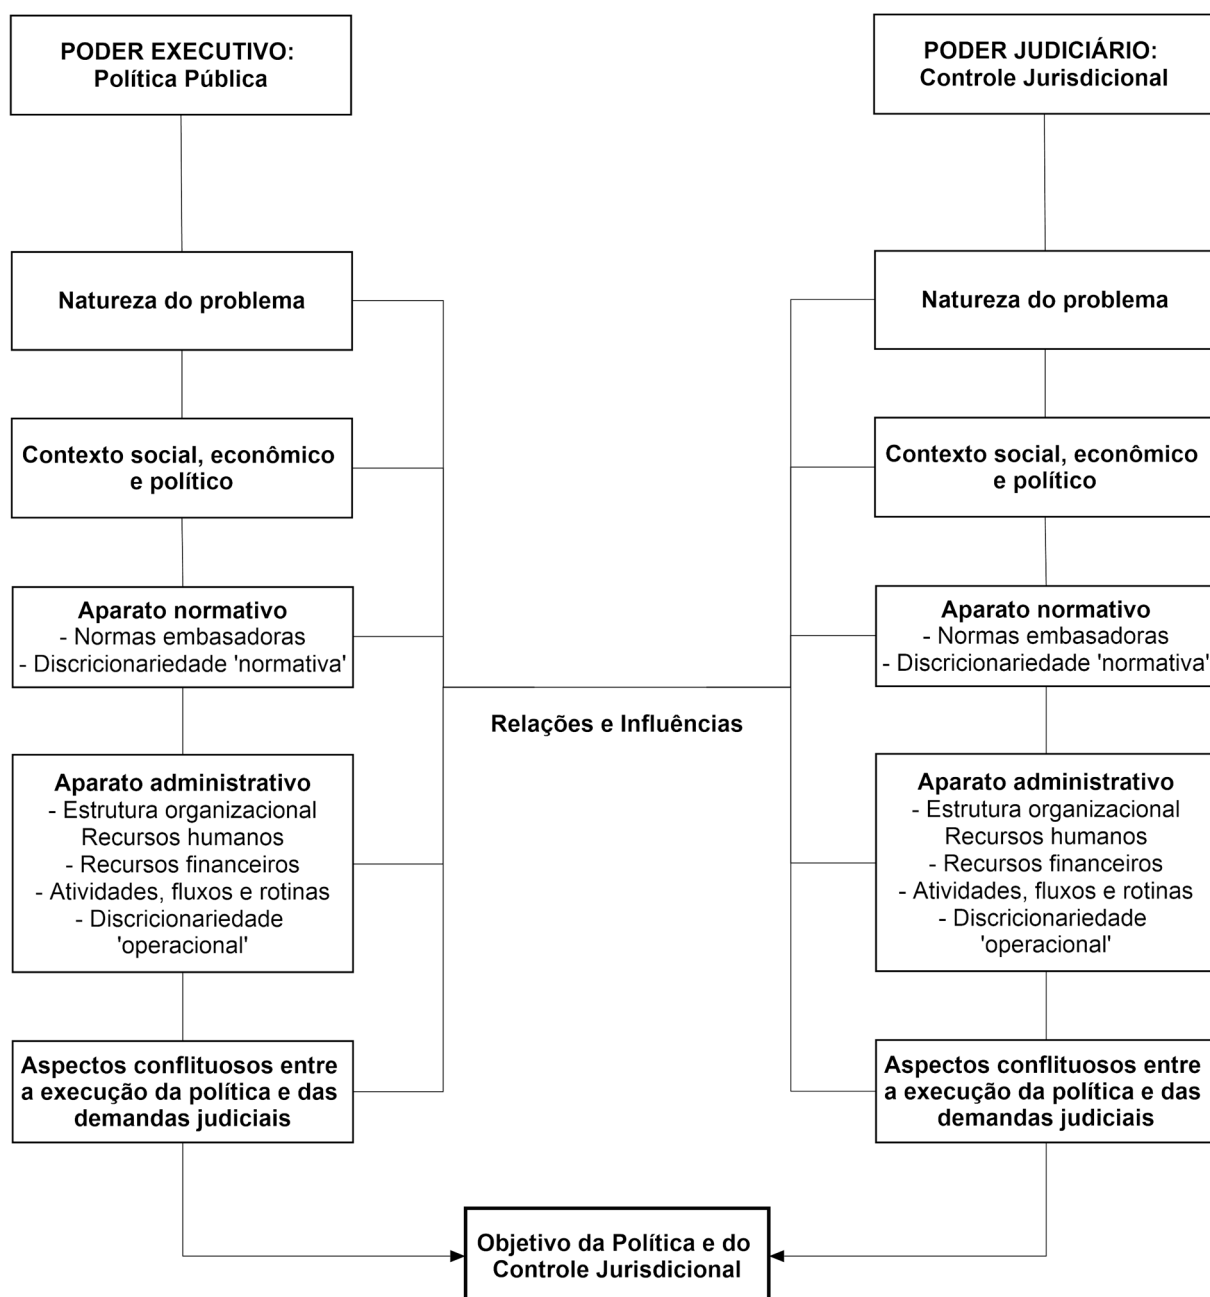 PODER EXECUTIVO:
Política Pública
Natureza do problema
Contexto social, econômico
e político
Aparato normativo
- Normas embasadoras
- Discricionariedade 'normativa'
Aparato administrativo
- Estrutura organizacional
Recursos humanos
- Recursos financeiros
- Atividades, fluxos e rotinas
- Discricionariedade
'operacional'
Aspectos conflituosos entre
a execução da política e das
demandas judiciais
Relações e Influências
PODER JUDICIÁRIO:
Controle Jurisdicional
Natureza do problema
Contexto social, econômico
e político
Aparato normativo
- Normas embasadoras
- Discricionariedade 'normativa'
Aparato administrativo
- Estrutura organizacional
Recursos humanos
- Recursos financeiros
- Atividades, fluxos e rotinas
- Discricionariedade
'operacional'
Aspectos conflituosos entre
a execução da política e das
demandas judiciais
Objetivo da Política e do
Controle Jurisdicional